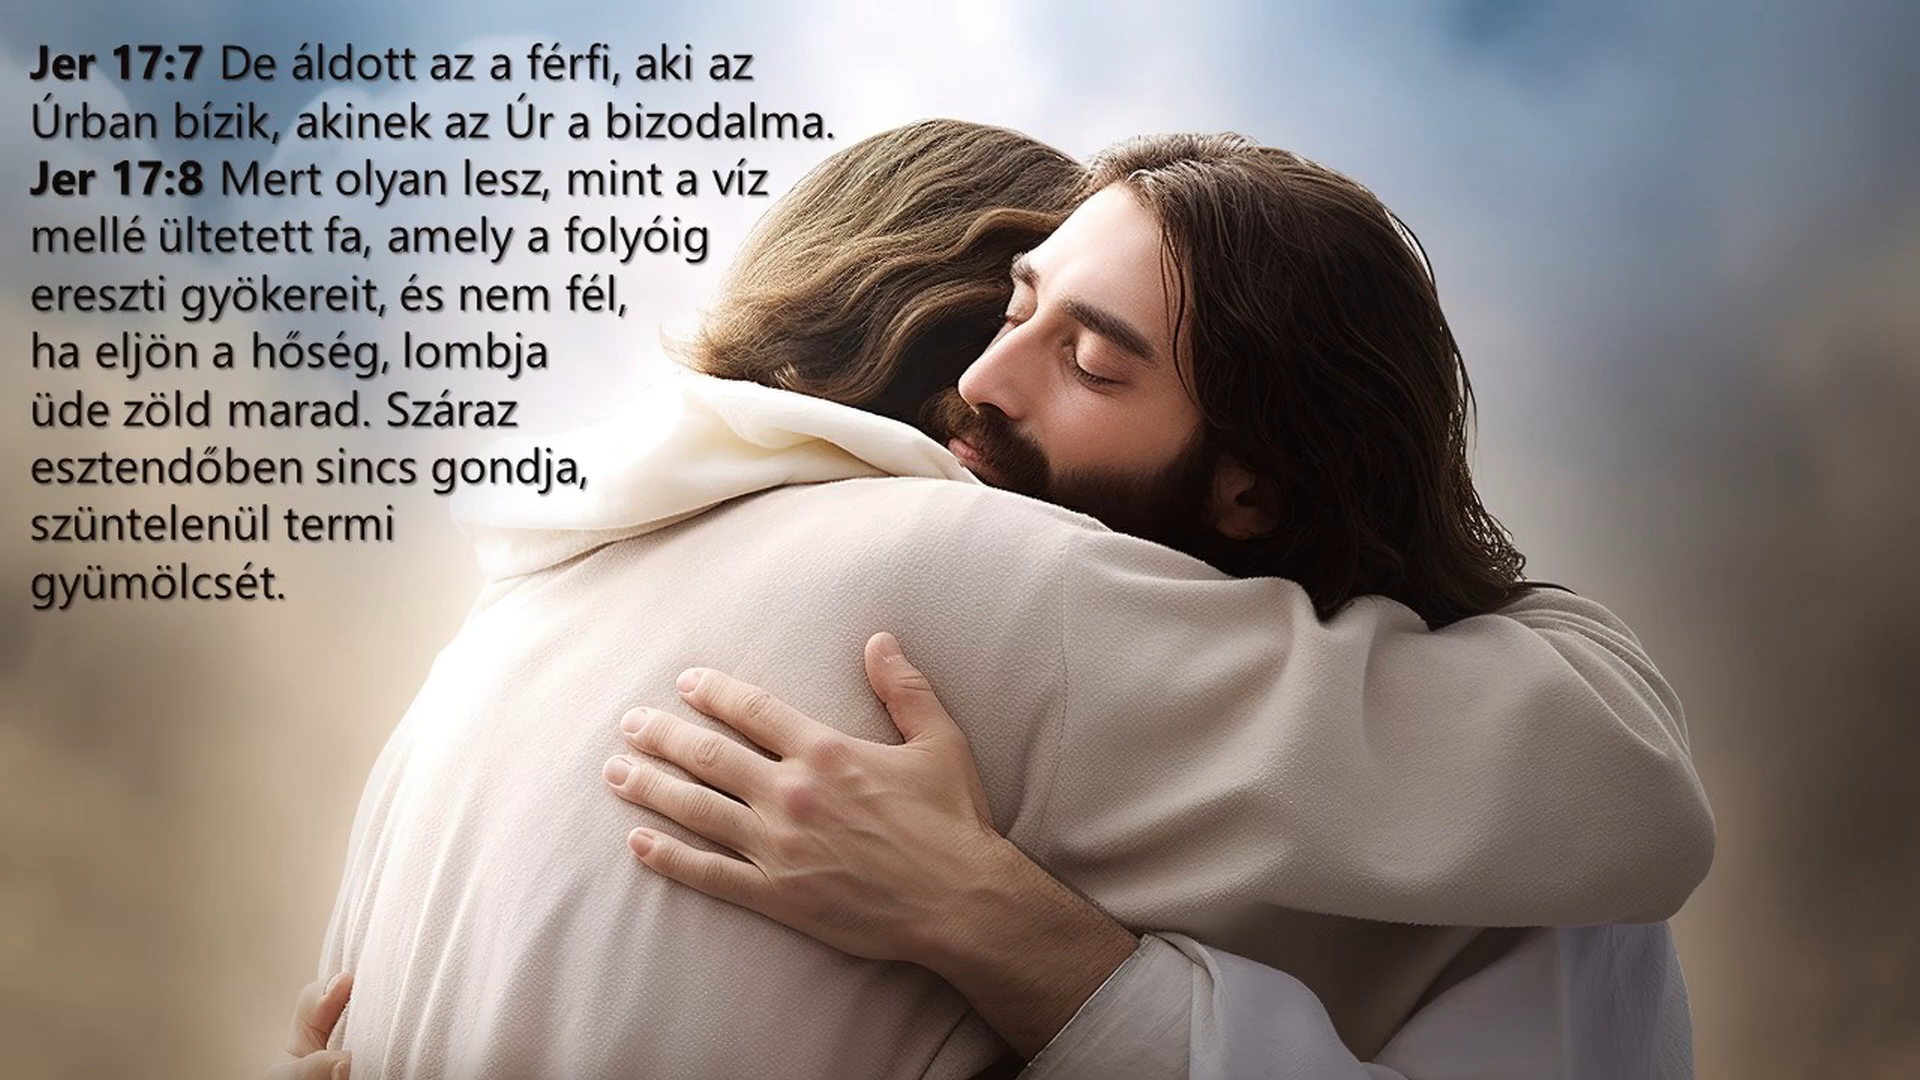 Jer 17:7 De áldott az a férfi, aki az
Úrban bízik, akinek az Úr a bizodalma.
Jer 17:8 Mert olyan lesz, mint a víz
mellé ültetett fa, amely a folyóig
ereszti gyökereit, és nem fél,
ha eljön a hőség, lombja
üde zöld marad. Száraz
esztendőben sincs gondja,
szüntelenül termi
gyümölcsét.